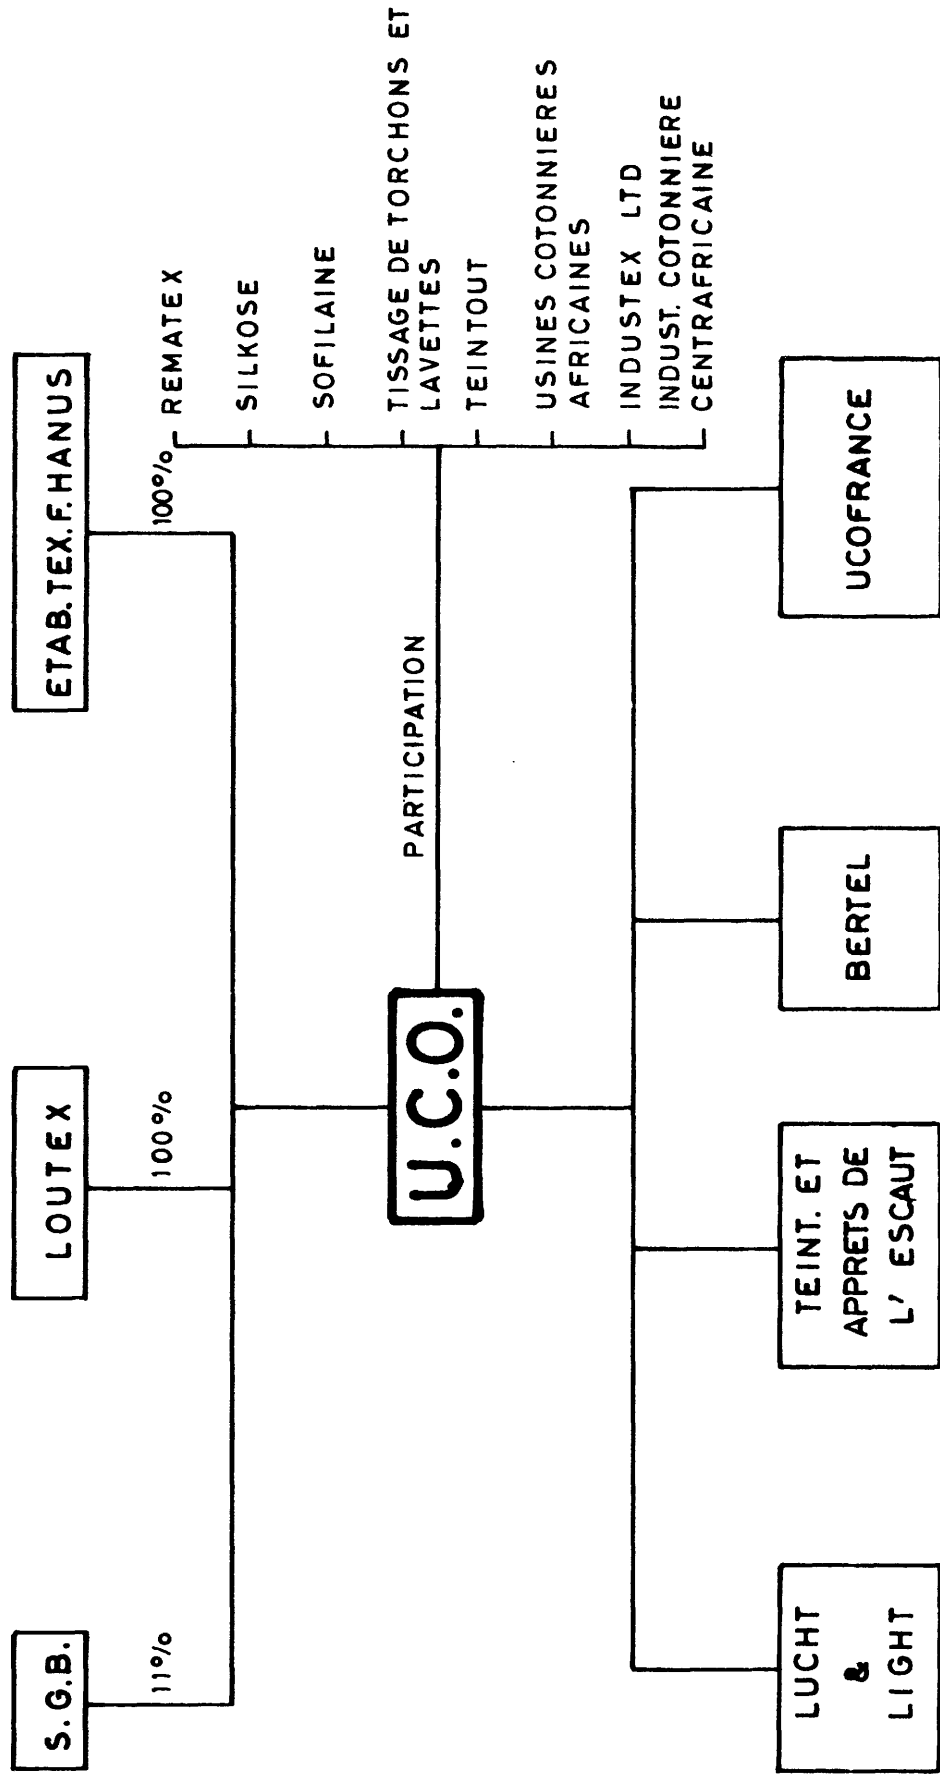 S.G.B.
LOUTEX
ETAB.TEX.F.HANUS
11%
100%
100%
REMATEX
SILKOSE
SOFILAINE
PARTICIPATION
TISSAGE DE TORCHONS ET
LAVETTES
U.C.O.
TEINTOUT
USINES COTONNIERES
AFRICAINES
INDUSTEX LTD
INDUST. COTONNIERE
CENTRAFRICAINE
LUCHT
&
LIGHT
TEINT. ET
APPRETS DE
L' ESCAUT
BERTEL
UCOFRANCE